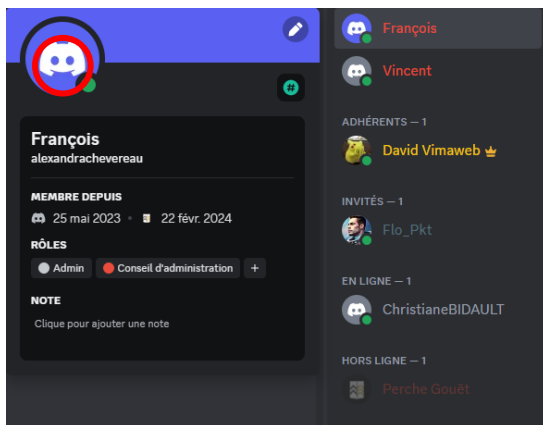 François
alexandrachevereau
MEMBRE DEPUIS
25 mai 2023 • 22 févr. 2024
RÔLES
Admin Conseil d'administration +
NOTE
Clique pour ajouter une note
François
Vincent
ADHÉRENTS — 1
David Vimaweb
INVITÉS — 1
Flo_Pkt
EN LIGNE — 1
ChristianeBIDAULT
HORS LIGNE — 1
Perche Gouët